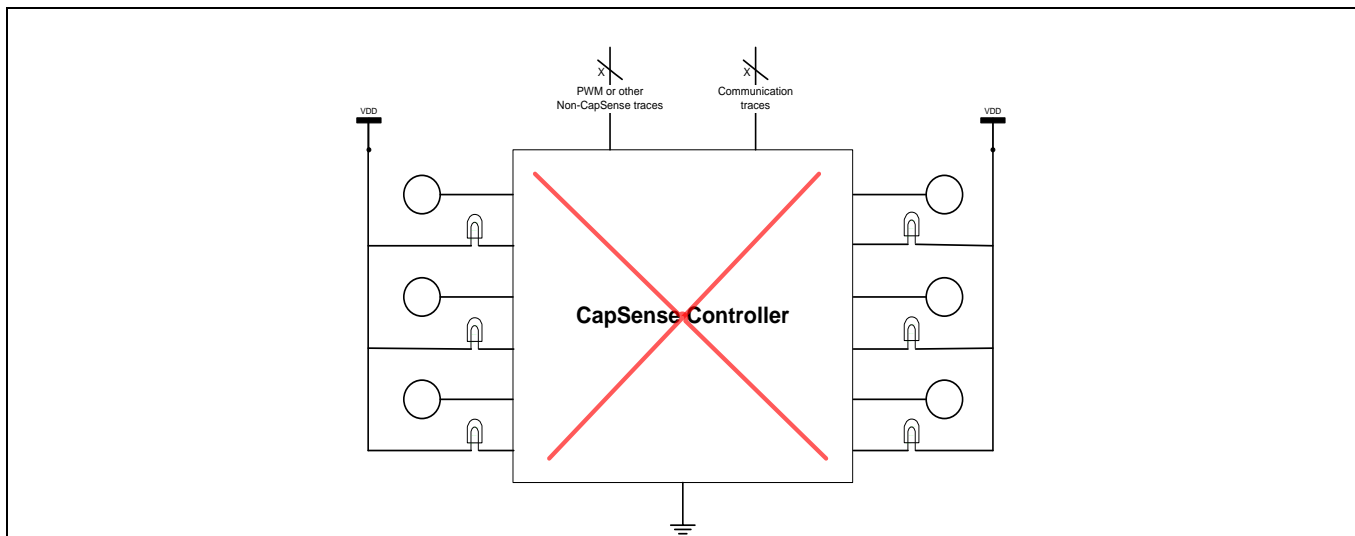 X
X
PWM or other
Non-CapSense traces
Communication
traces
VDD
VDD
CapSense Controller